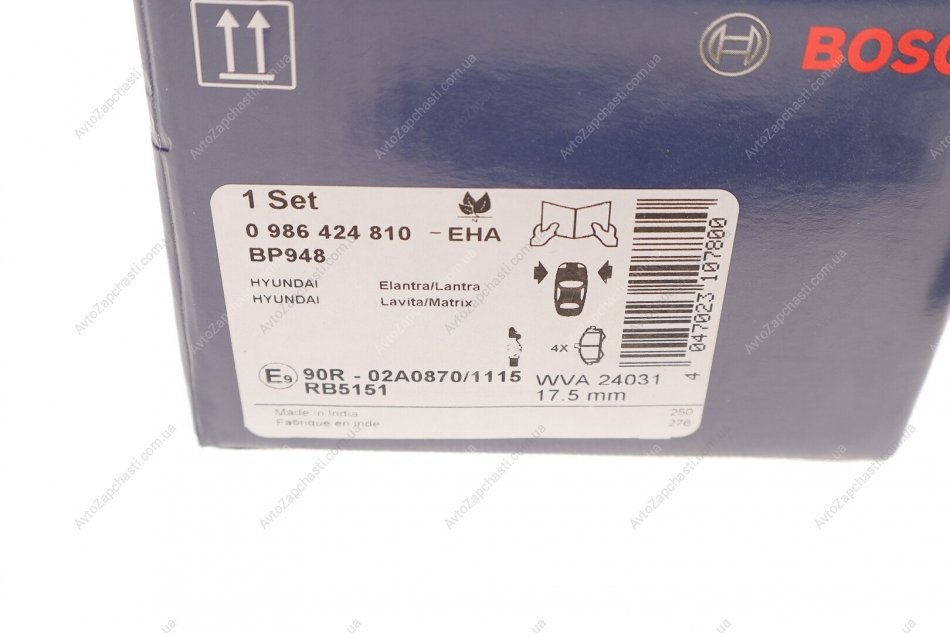 BOSC
1 Set
0 986 424 810 - EHA
BP948
HYUNDAI Elantra/Lantra
HYUNDAI Lavita/Matrix
4X
E9 90R - 02A0870/1115
RB5151
WVA 24031
17.5 mm
4 047023 107800
Made in India
Fabrique en inde
250
276
AvtoZapchasti.com.ua